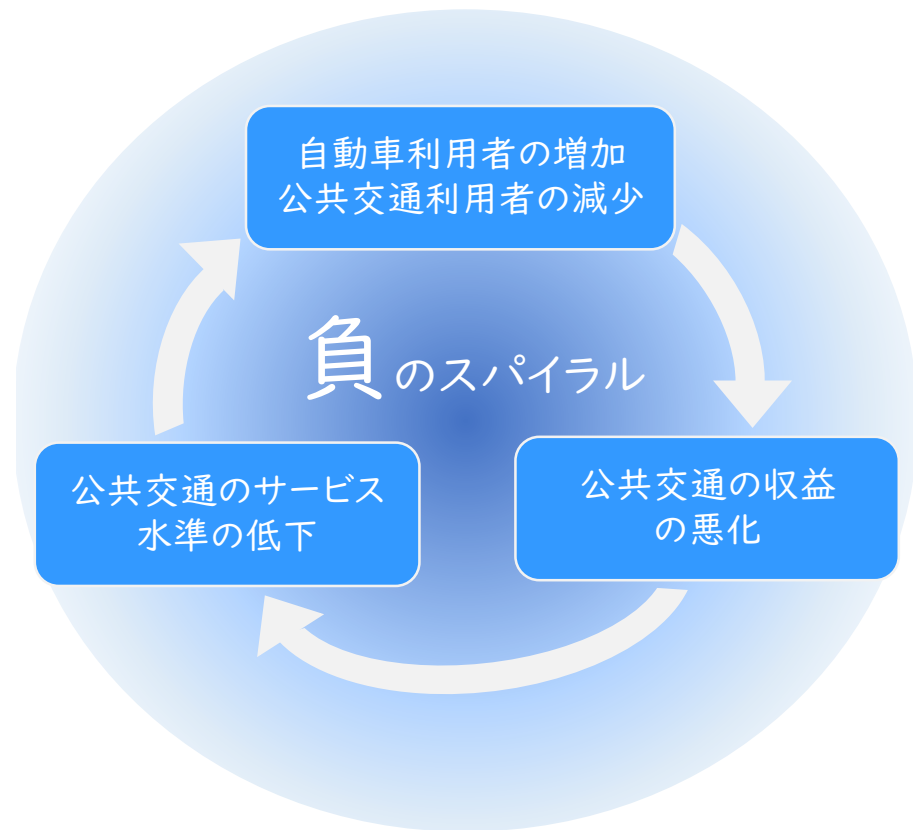 自動車利用者の増加
公共交通利用者の減少
負のスパイラル
公共交通のサービス
水準の低下
公共交通の収益
の悪化